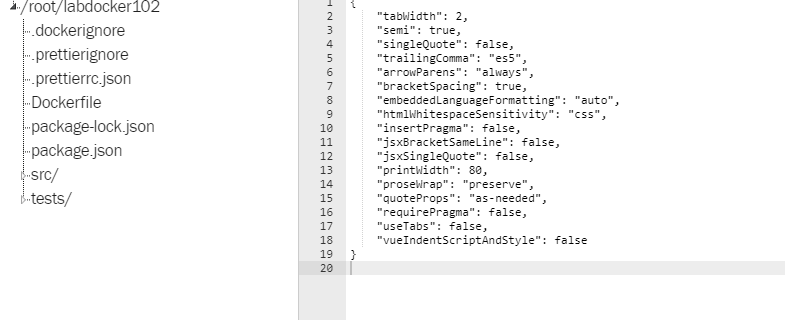 /root/labdocker102
.dockerignore
.prettierignore
.prettierrc.json
Dockerfile
package-lock.json
package.json
src/
tests/
1 {
2 "tabWidth": 2,
3 "semi": true,
4 "singleQuote": false,
5 "trailingComma": "es5",
6 "arrowParens": "always",
7 "bracketSpacing": true,
8 "embeddedLanguageFormatting": "auto",
9 "htmlWhitespaceSensitivity": "css",
10 "insertPragma": false,
11 "jsxBracketSameLine": false,
12 "jsxSingleQuote": false,
13 "printWidth": 80,
14 "proseWrap": "preserve",
15 "quoteProps": "as-needed",
16 "requirePragma": false,
17 "useTabs": false,
18 "vueIndentScriptAndStyle": false
19 }
20